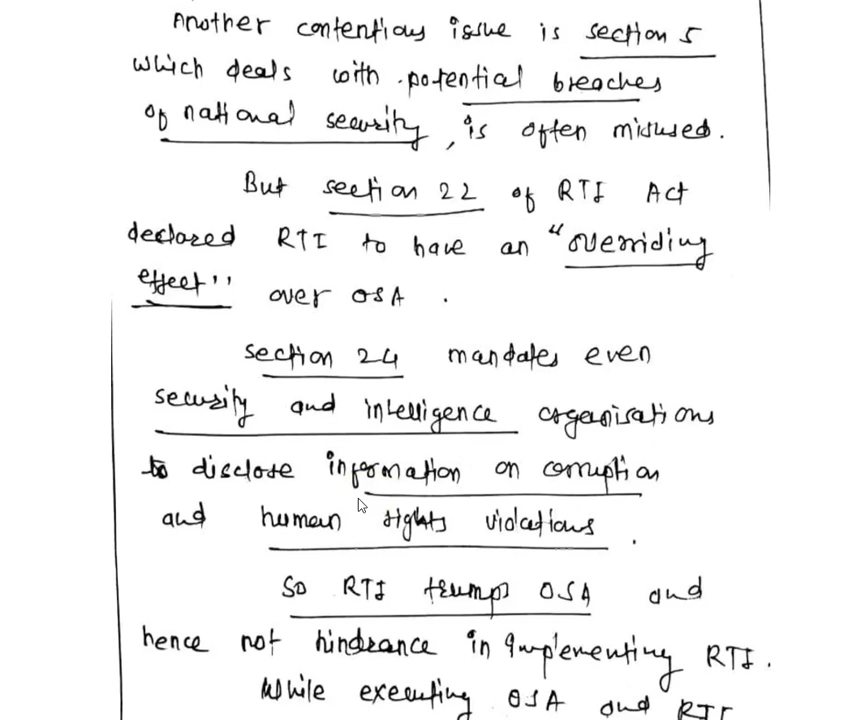 Another contentious issue is section 5
which deals with potential breaches
of national security, is often misused.
But section 22 of RTI Act
declared RTI to have an "overriding
effect" over OSA .
section 24 mandates even
security and intelligence organisations
to disclose information on corruption
and human rights violations .
So RTI trumps OSA and
hence not hindrance in implementing RTI .
While executing OSA and RTI